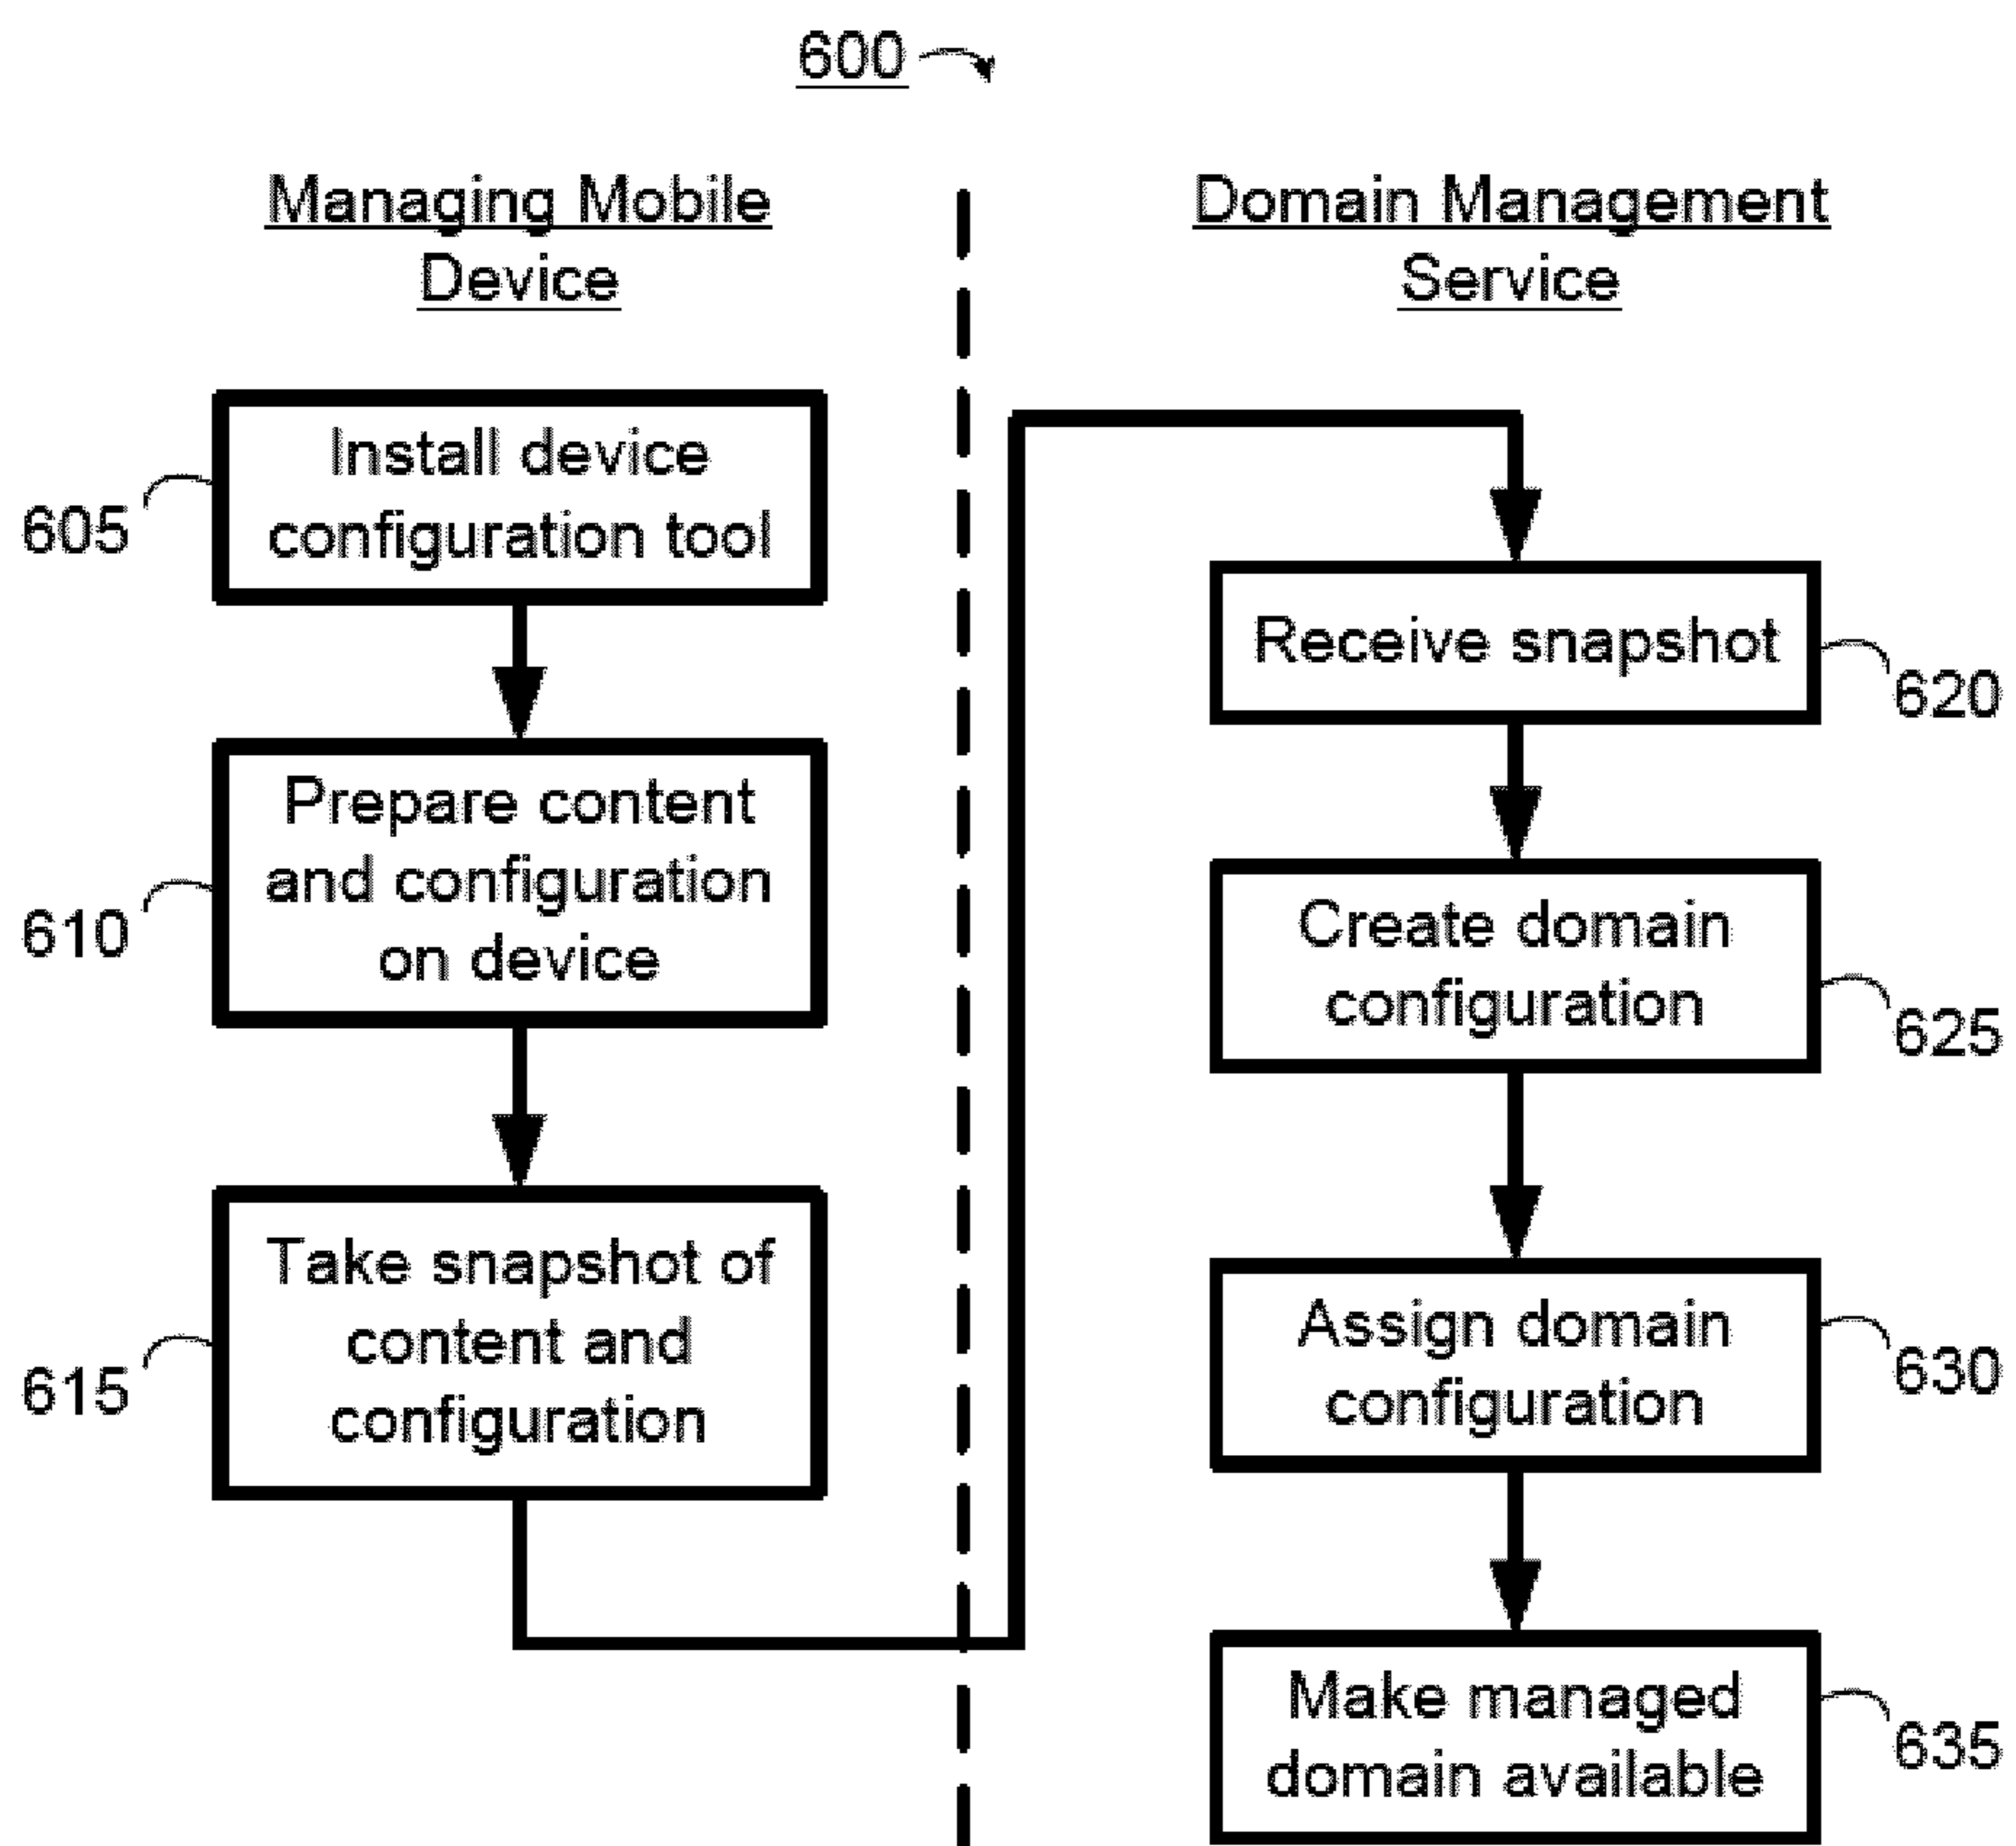 600
Managing Mobile
Device
Install device
configuration tool
605
Prepare content
and configuration
on device
610
Take snapshot of
content and
configuration
615
Domain Management
Service
Receive snapshot
620
Create domain
configuration
625
Assign domain
configuration
630
Make managed
domain available
635